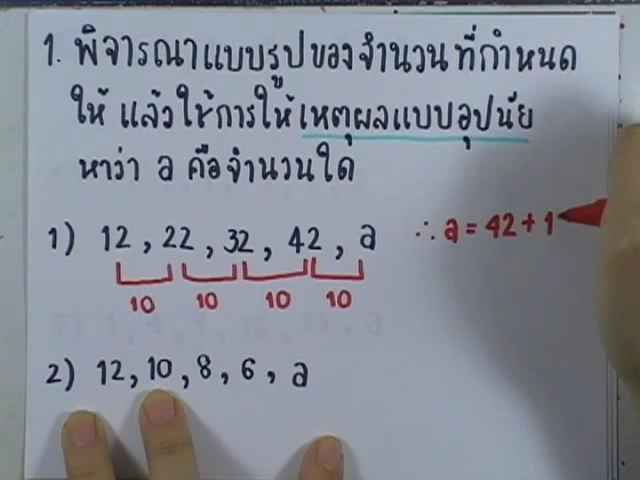 1. พิจารณาแบบรูปของจำนวนที่กำหนด
ให้ แล้วใช้การให้เหตุผลแบบอุปนัย
หาว่า a คือจำนวนใด
1) 12, 22, 32, 42, a ∴ a = 42 + 1
10 10 10 10
2) 12, 10, 8, 6, a